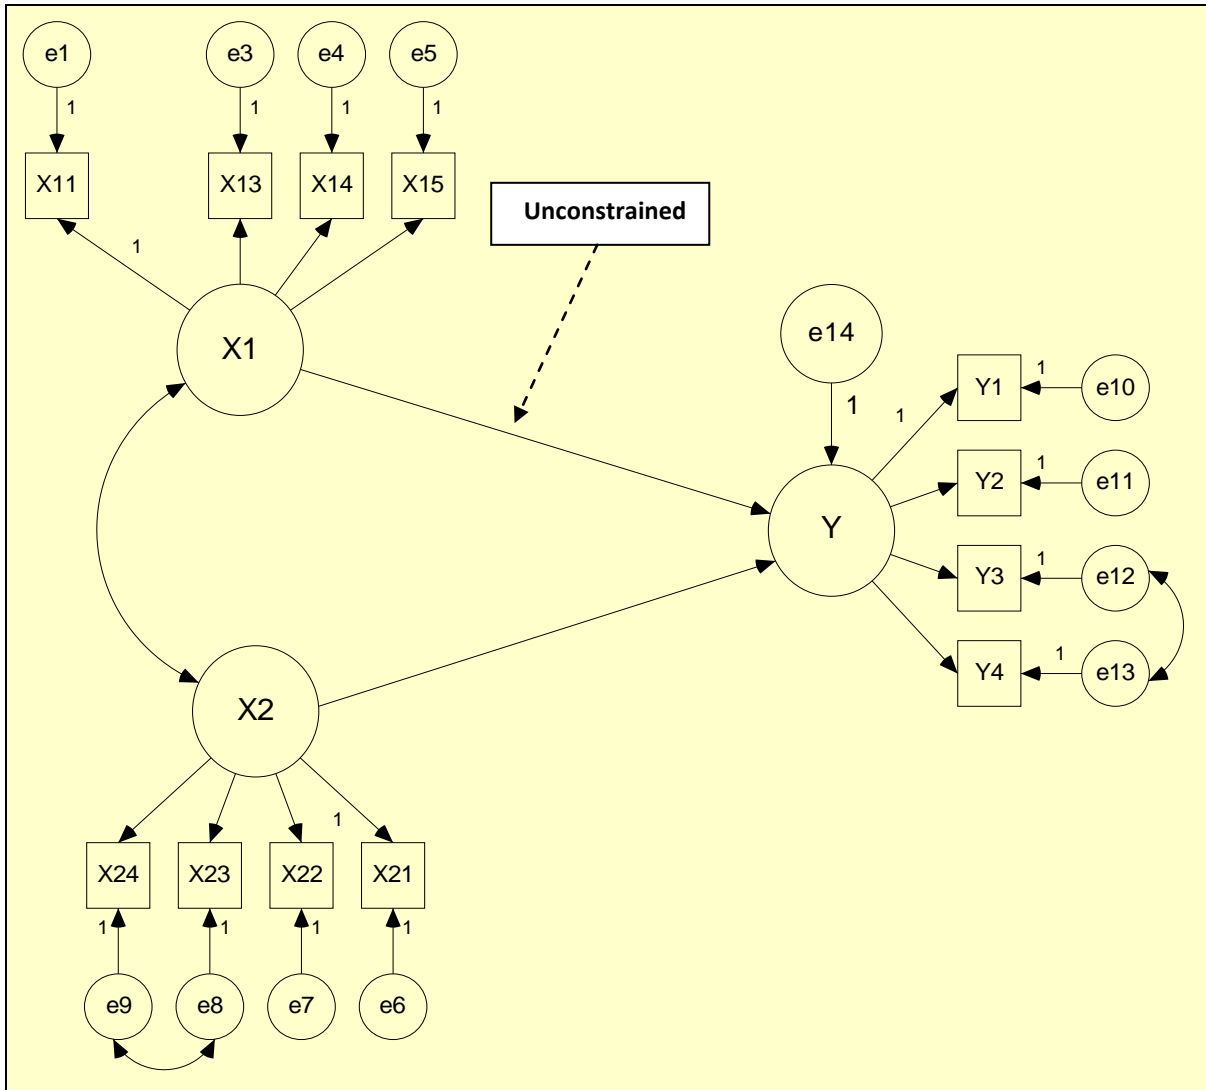 e1 e3 e4 e5
1 1 1 1
X11 X13 X14 X15
Unconstrained
1
X1
e14
1
Y1 1 e10
1
Y2 1 e11
Y
Y3 1 e12
Y4 1 e13
X2
1
X24 X23 X22 X21
1 1 1 1
e9 e8 e7 e6